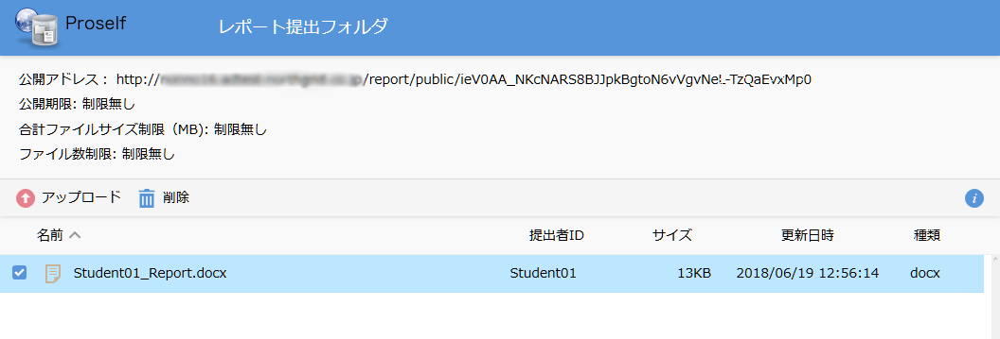 Proself
レポート提出フォルダ
公開アドレス： http:// /report/public/ieV0AA_NKcNARS8BJJpkBgtoN6vVgvNeL-TzQaEvxMp0
公開期限: 制限無し
合計ファイルサイズ制限（MB): 制限無し
ファイル数制限: 制限無し
アップロード 削除 i
名前 提出者ID サイズ 更新日時 種類
Student01_Report.docx Student01 13KB 2018/06/19 12:56:14 docx